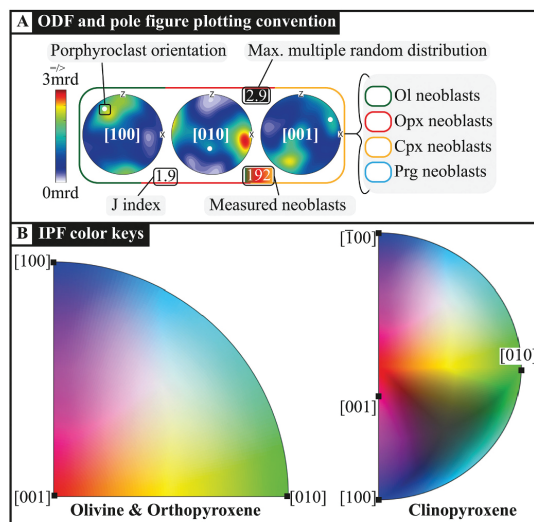 A ODF and pole figure plotting convention
Porphyroclast orientation
Max. multiple random distribution
=/>
3mrd
0mrd
Z
Z
Z
X
X
X
[100]
[010]
[001]
2.9
1.9
192
J index
Measured neoblasts
Ol neoblasts
Opx neoblasts
Cpx neoblasts
Prg neoblasts
B IPF color keys
[100]
[001]
[010]
Olivine & Orthopyroxene
[1̅00]
[010]
[001]
[100]
Clinopyroxene